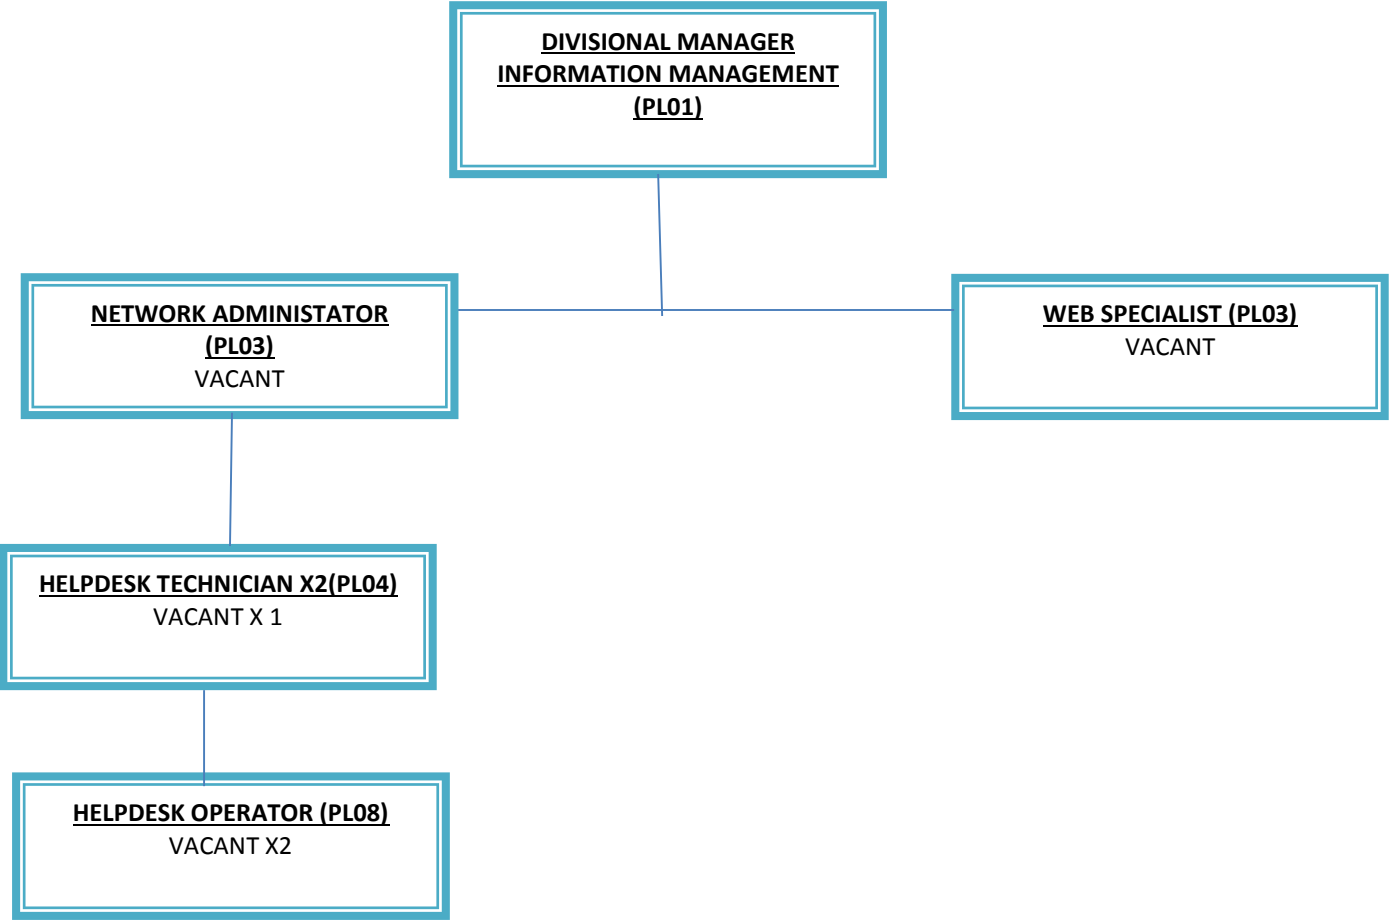 DIVISIONAL MANAGER
INFORMATION MANAGEMENT
(PL01)
NETWORK ADMINISTATOR
(PL03)
VACANT
WEB SPECIALIST (PL03)
VACANT
HELPDESK TECHNICIAN X2(PL04)
VACANT X 1
HELPDESK OPERATOR (PL08)
VACANT X2